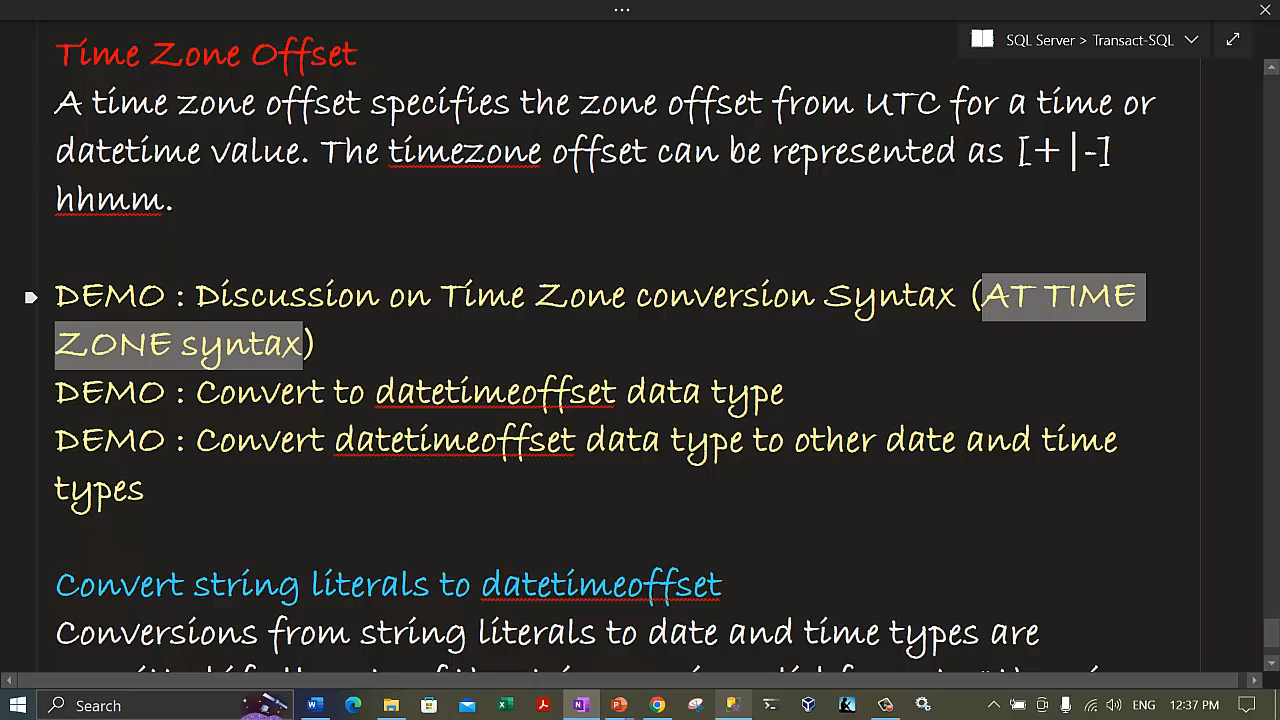 SQL Server > Transact-SQL
Time Zone Offset
A time zone offset specifies the zone offset from UTC for a time or
datetime value. The timezone offset can be represented as [+|-]
hhmm.
DEMO : Discussion on Time Zone conversion Syntax (AT TIME
ZONE syntax)
DEMO : Convert to datetimeoffset data type
DEMO : Convert datetimeoffset data type to other date and time
types
Convert string literals to datetimeoffset
Conversions from string literals to date and time types are
Search
ENG
12:37 PM